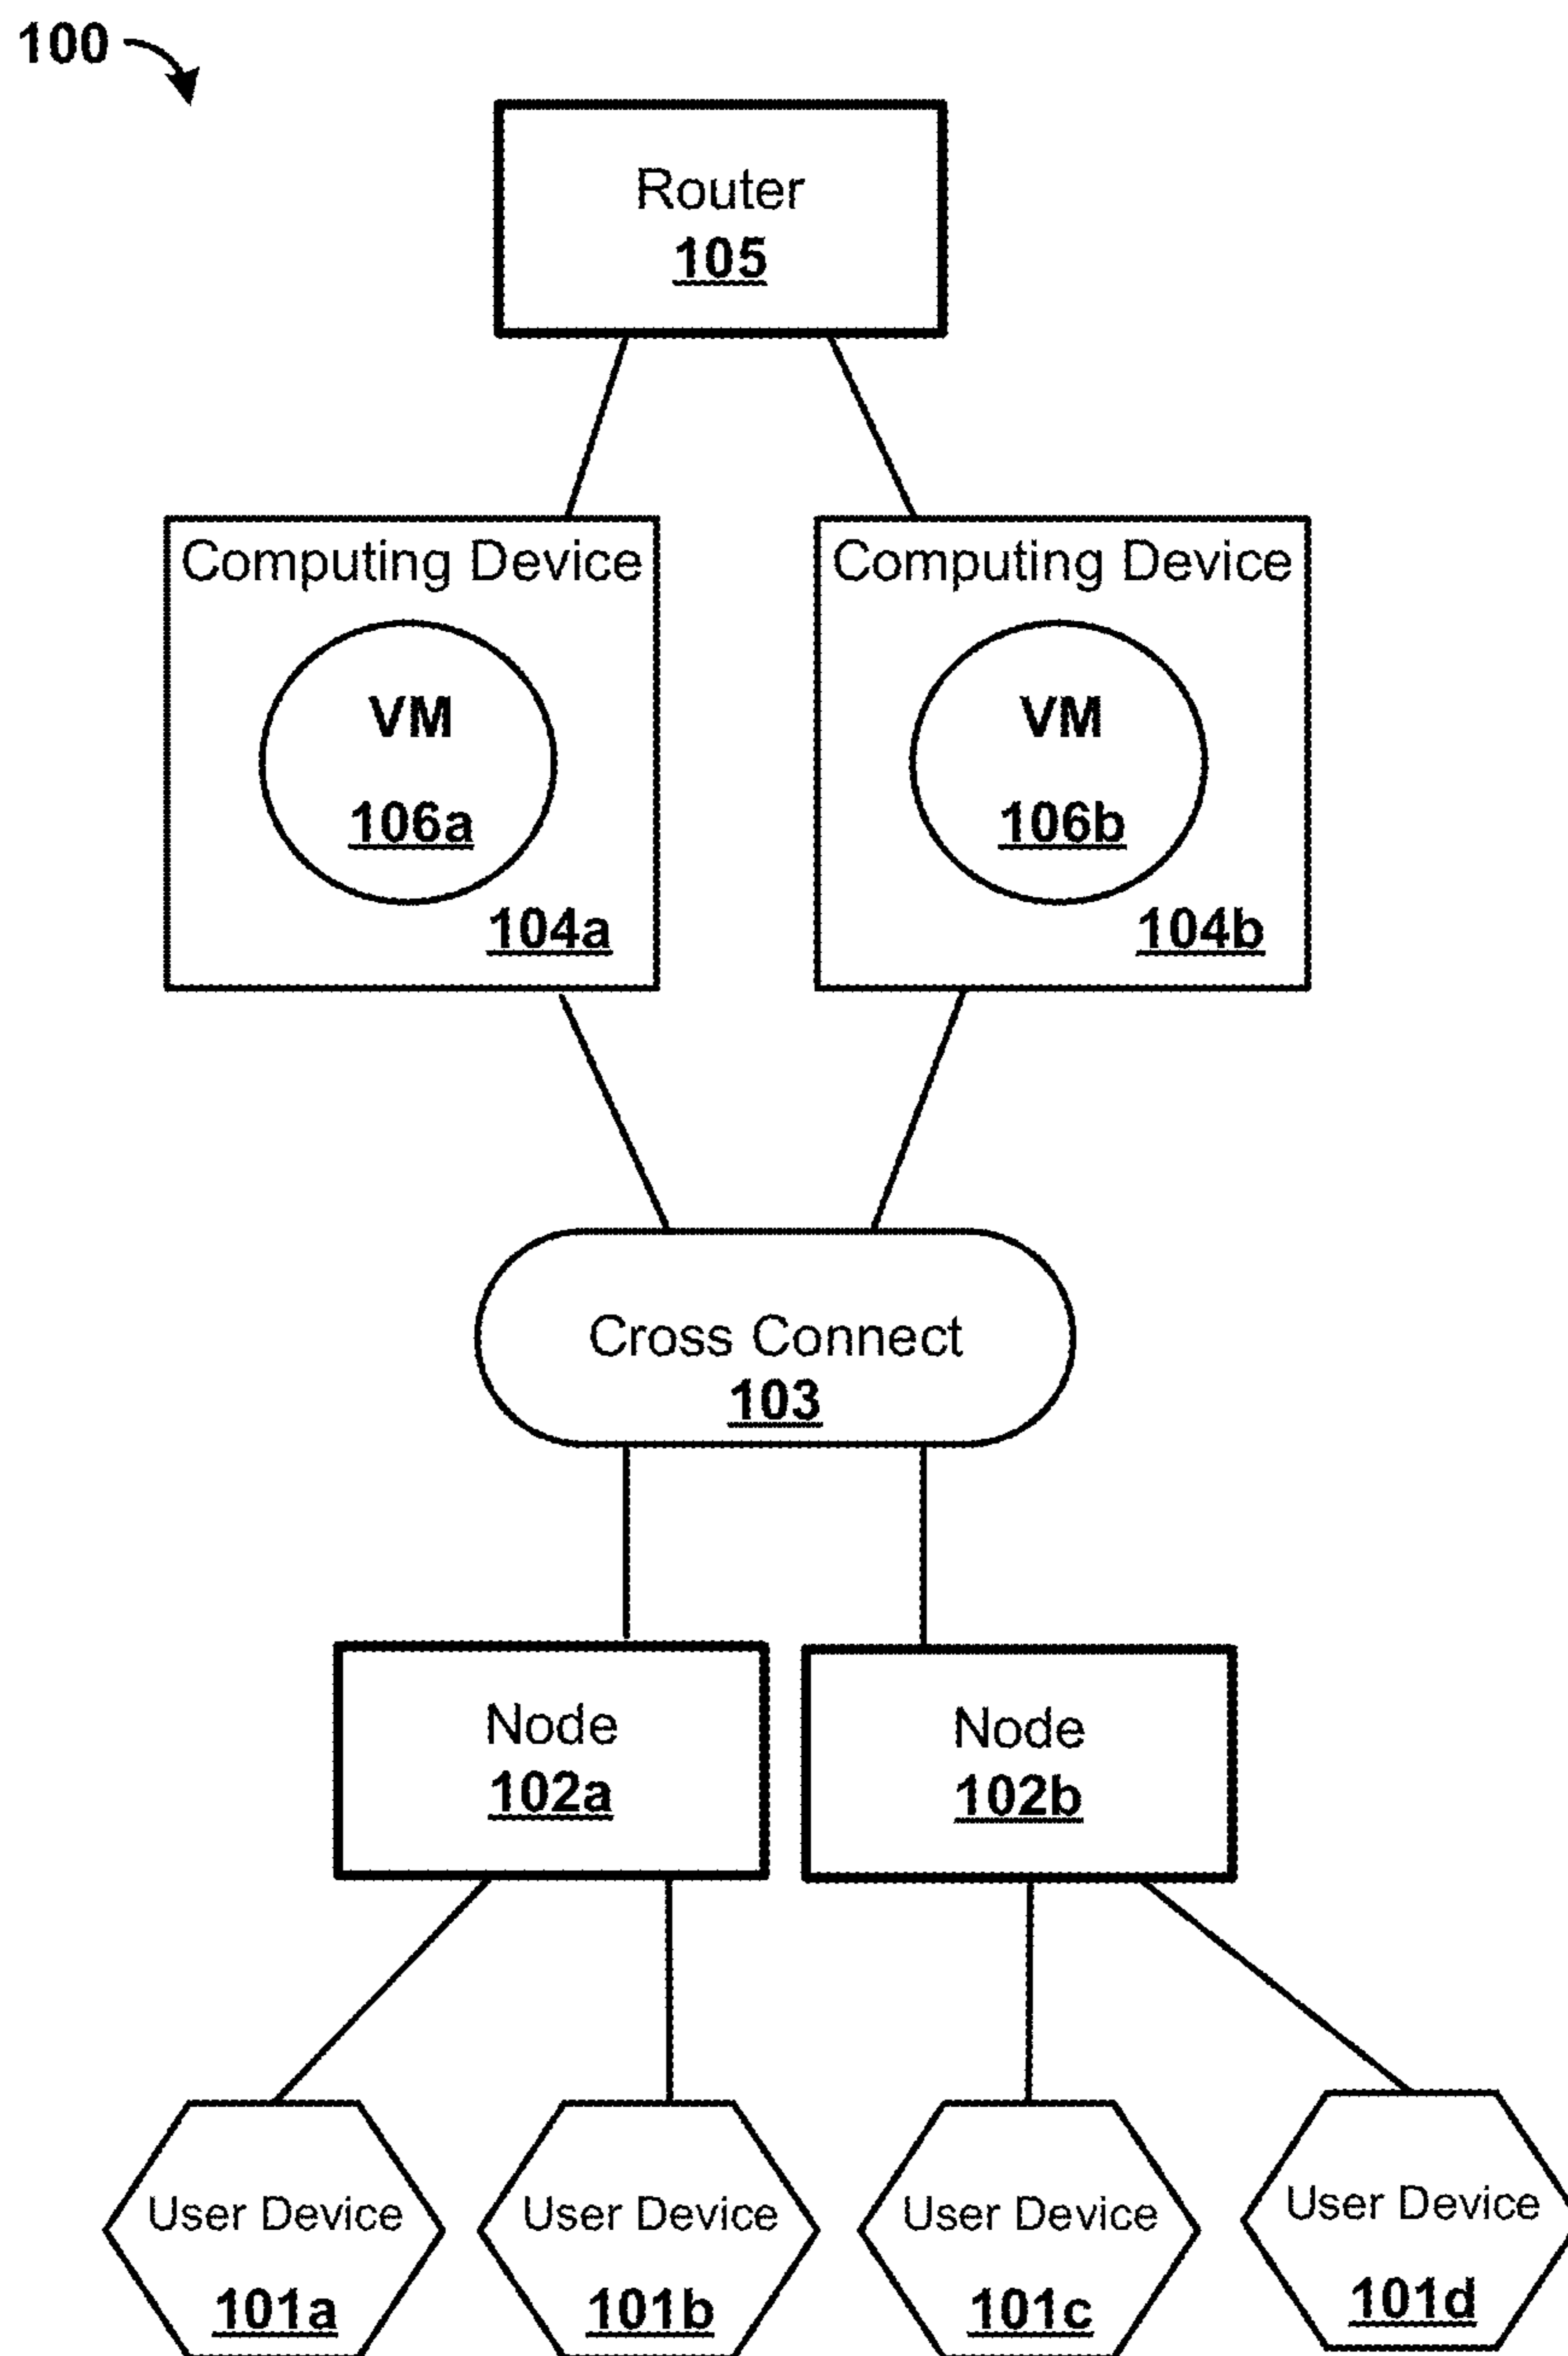 100
Router
105
Computing Device
VM
106a
104a
Computing Device
VM
106b
104b
Cross Connect
103
Node
102a
Node
102b
User Device
101a
User Device
101b
User Device
101c
User Device
101d